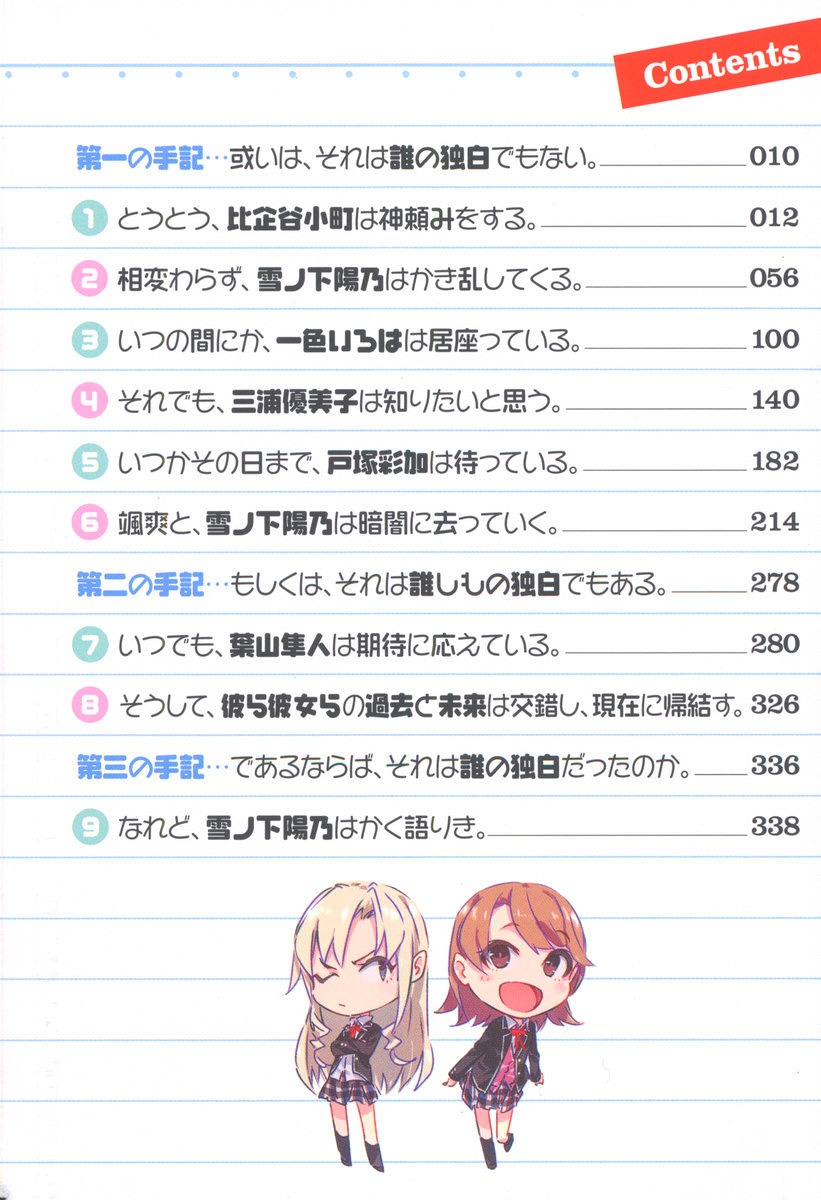 Contents
第一の手記…或いは、それは誰の独白でもない。 010
1 とうとう、比企谷小町は神頼みをする。 012
2 相変わらず、雪ノ下陽乃はかき乱してくる。 056
3 いつの間にか、一色いろはは居座っている。 100
4 それでも、三浦優美子は知りたいと思う。 140
5 いつかその日まで、戸塚彩加は待っている。 182
6 颯爽と、雪ノ下陽乃は暗闇に去っていく。 214
第二の手記…もしくは、それは誰しもの独白でもある。 278
7 いつでも、葉山隼人は期待に応えている。 280
8 そうして、彼ら彼女らの過去と未来は交錯し、現在に帰結す。 326
第三の手記…であるならば、それは誰の独白だったのか。 336
9 なれど、雪ノ下陽乃はかく語りき。 338